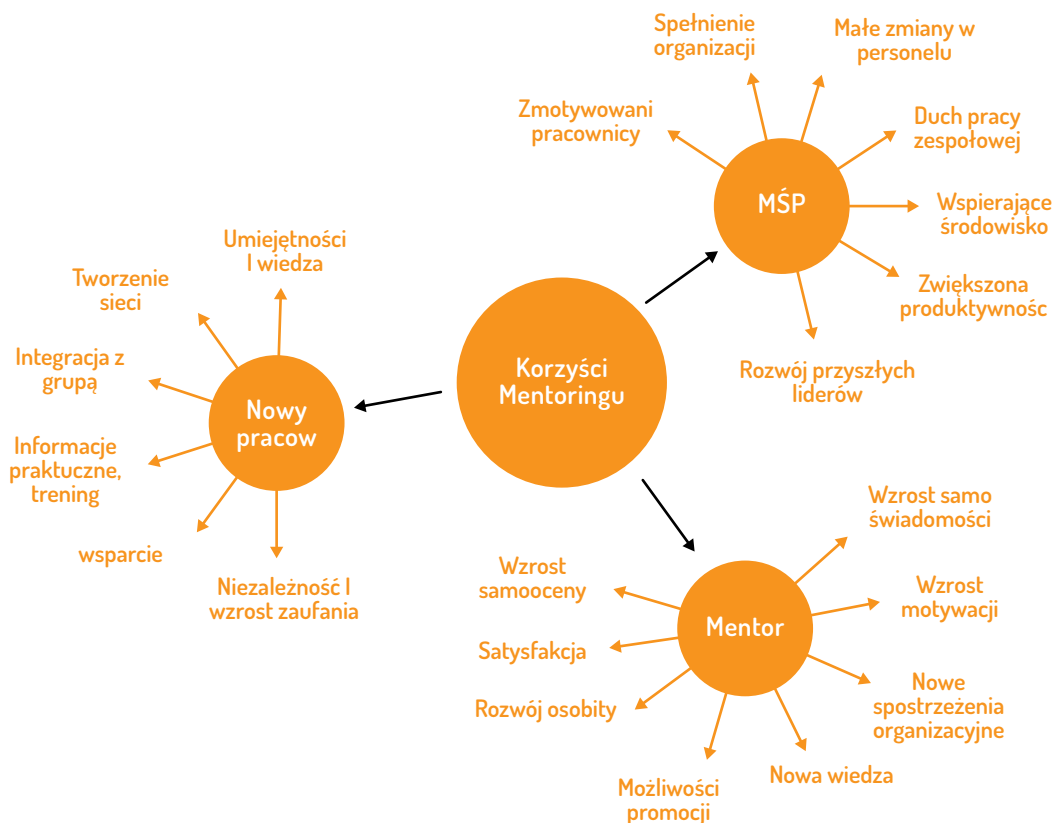 Spełnienie
organizacji
Małe zmiany w
personelu
Zmotywowani
pracownicy
Duch pracy
zespołowej
MŚP
Wspierające
środowisko
Zwiększona
produktywnośc
Rozwój przyszłych
liderów
Umiejętności
I wiedza
Tworzenie
sieci
Integracja z
grupą
Nowy
pracow
Informacje
praktuczne,
trening
wsparcie
Niezależność I
wzrost zaufania
Korzyści
Mentoringu
Wzrost samo
świadomości
Wzrost
samooceny
Wzrost
motywacji
Mentor
Satysfakcja
Rozwój osobity
Nowe
spostrzeżenia
organizacyjne
Możliwości
promocji
Nowa wiedza